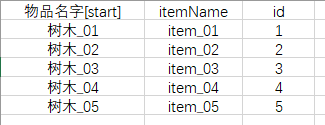 物品名字[start] itemName id
树木_01 item_01 1
树木_02 item_02 2
树木_03 item_03 3
树木_04 item_04 4
树木_05 item_05 5